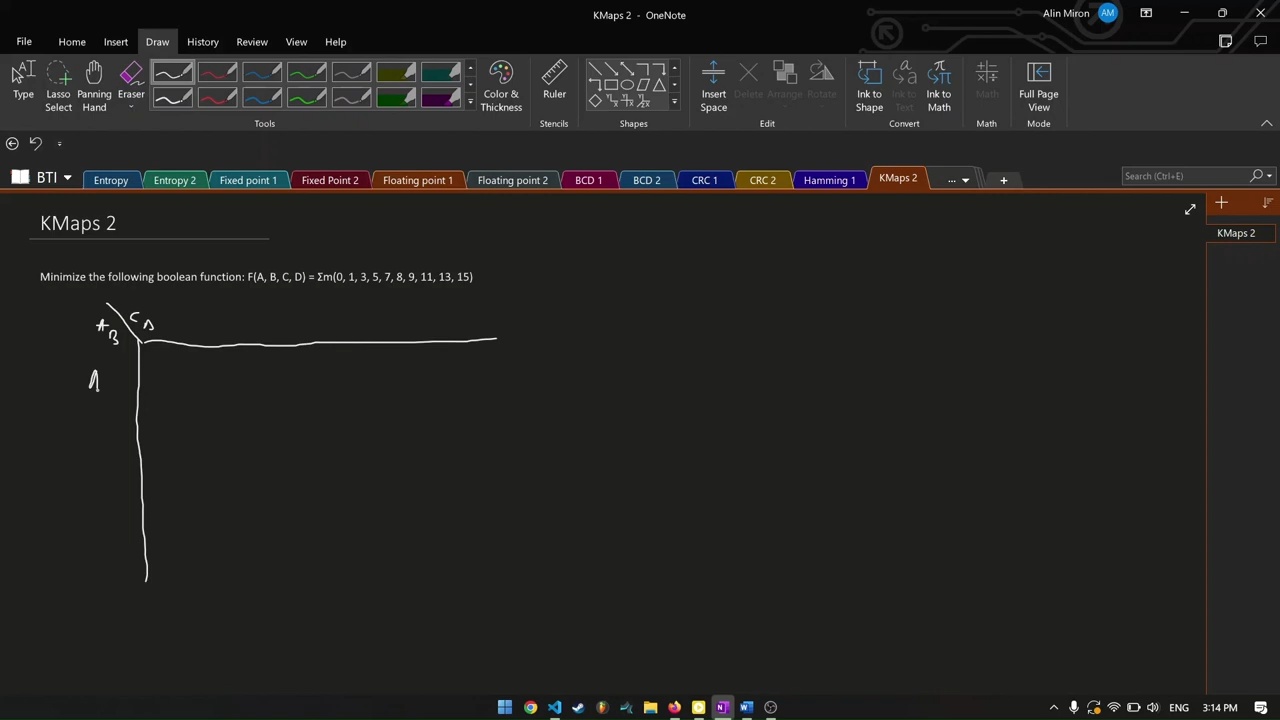 KMaps 2 - OneNote
Alin Miron AM
File Home Insert Draw History Review View Help
Type Lasso Select Panning Hand Eraser Color & Thickness Ruler Insert Space Delete Arrange Rotate Ink to Shape Ink to Text Ink to Math Math Full Page View
Tools Stencils Shapes Edit Convert Math Mode
BTI Entropy Entropy 2 Fixed point 1 Fixed Point 2 Floating point 1 Floating point 2 BCD 1 BCD 2 CRC 1 CRC 2 Hamming 1 KMaps 2 ... + Search (Ctrl+E)
KMaps 2
KMaps 2
Minimize the following boolean function: F(A, B, C, D) = Σm(0, 1, 3, 5, 7, 8, 9, 11, 13, 15)
C D
A B
ENG 3:14 PM